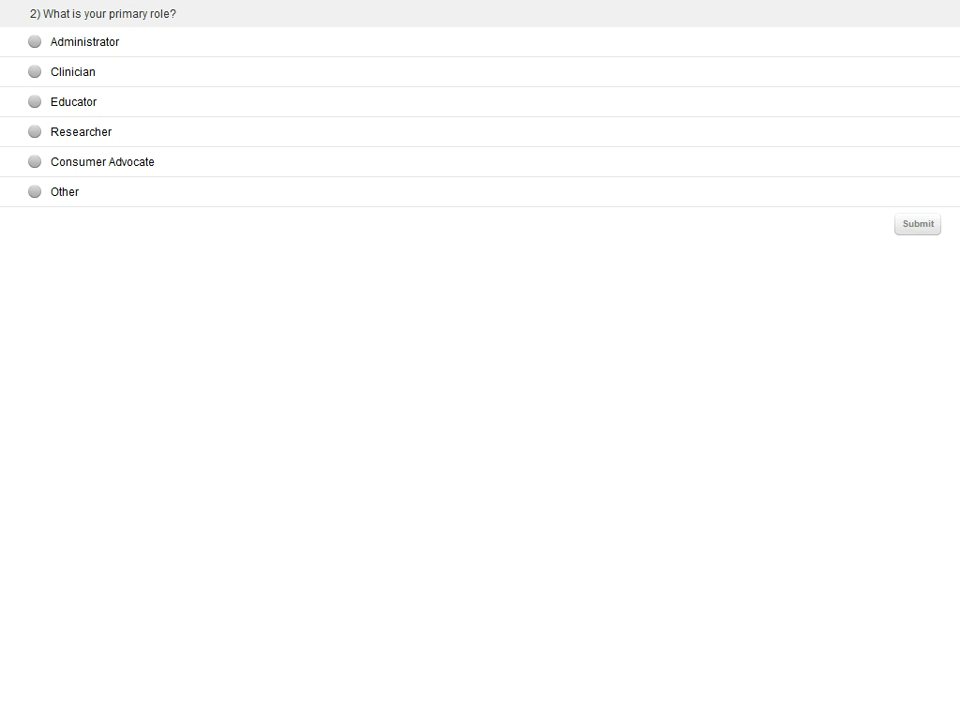 2) What is your primary role?
Administrator
Clinician
Educator
Researcher
Consumer Advocate
Other
Submit